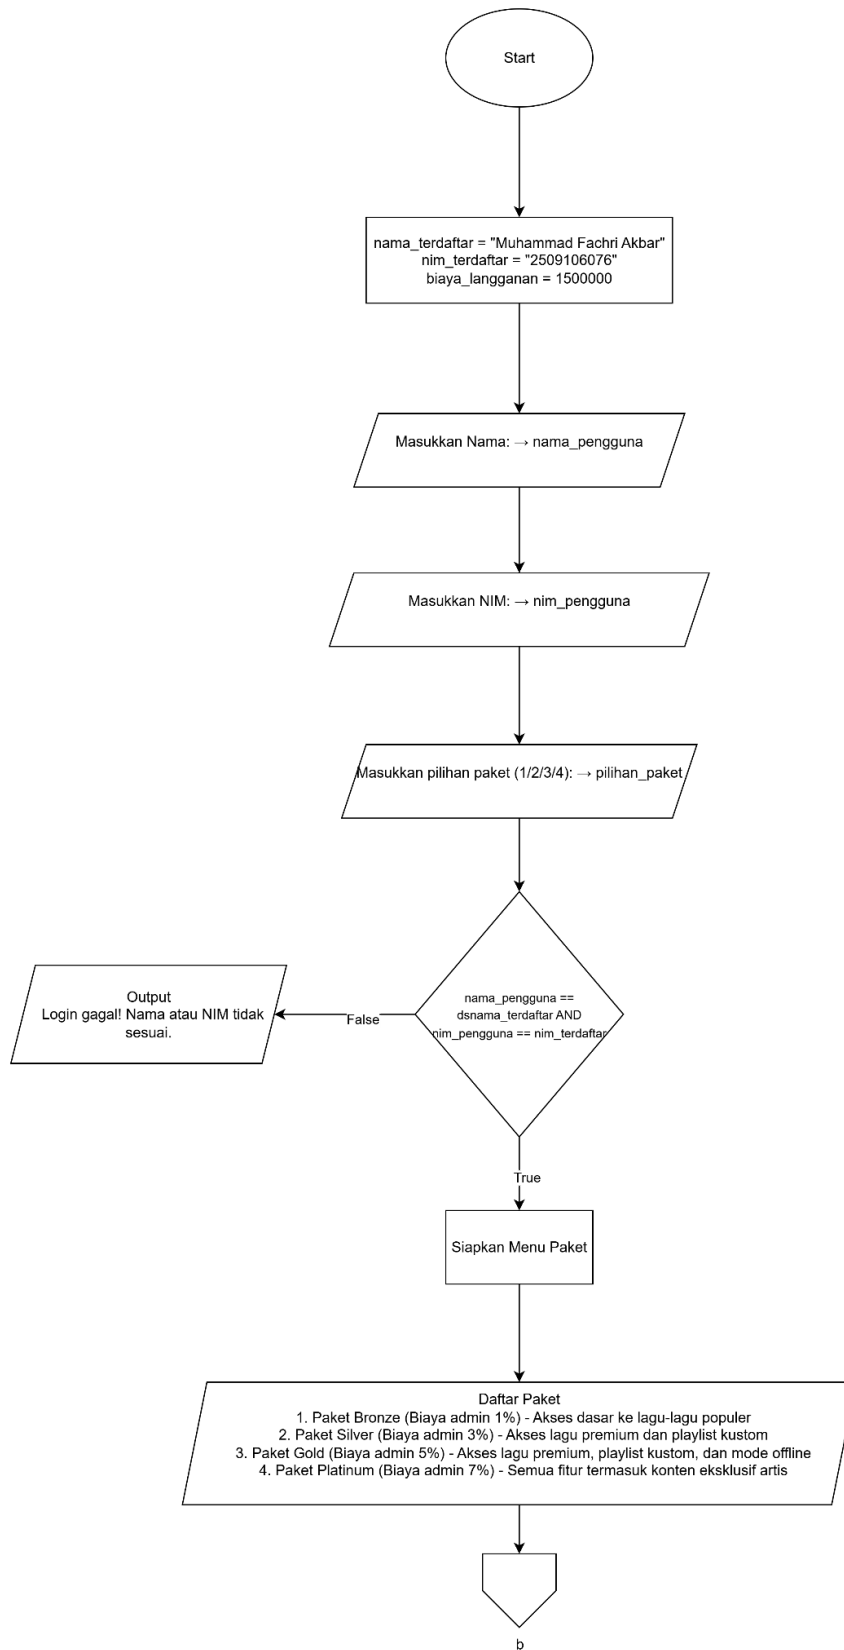 Start
nama_terdaftar = "Muhammad Fachri Akbar"
nim_terdaftar = "2509106076"
biaya_langganan = 1500000
Masukkan Nama: → nama_pengguna
Masukkan NIM: → nim_pengguna
Masukkan pilihan paket (1/2/3/4): → pilihan_paket
nama_pengguna ==
dsnama_terdaftar AND
nim_pengguna == nim_terdaftar
False
Output
Login gagal! Nama atau NIM tidak
sesuai.
True
Siapkan Menu Paket
Daftar Paket
1. Paket Bronze (Biaya admin 1%) - Akses dasar ke lagu-lagu populer
2. Paket Silver (Biaya admin 3%) - Akses lagu premium dan playlist kustom
3. Paket Gold (Biaya admin 5%) - Akses lagu premium, playlist kustom, dan mode offline
4. Paket Platinum (Biaya admin 7%) - Semua fitur termasuk konten eksklusif artis
b